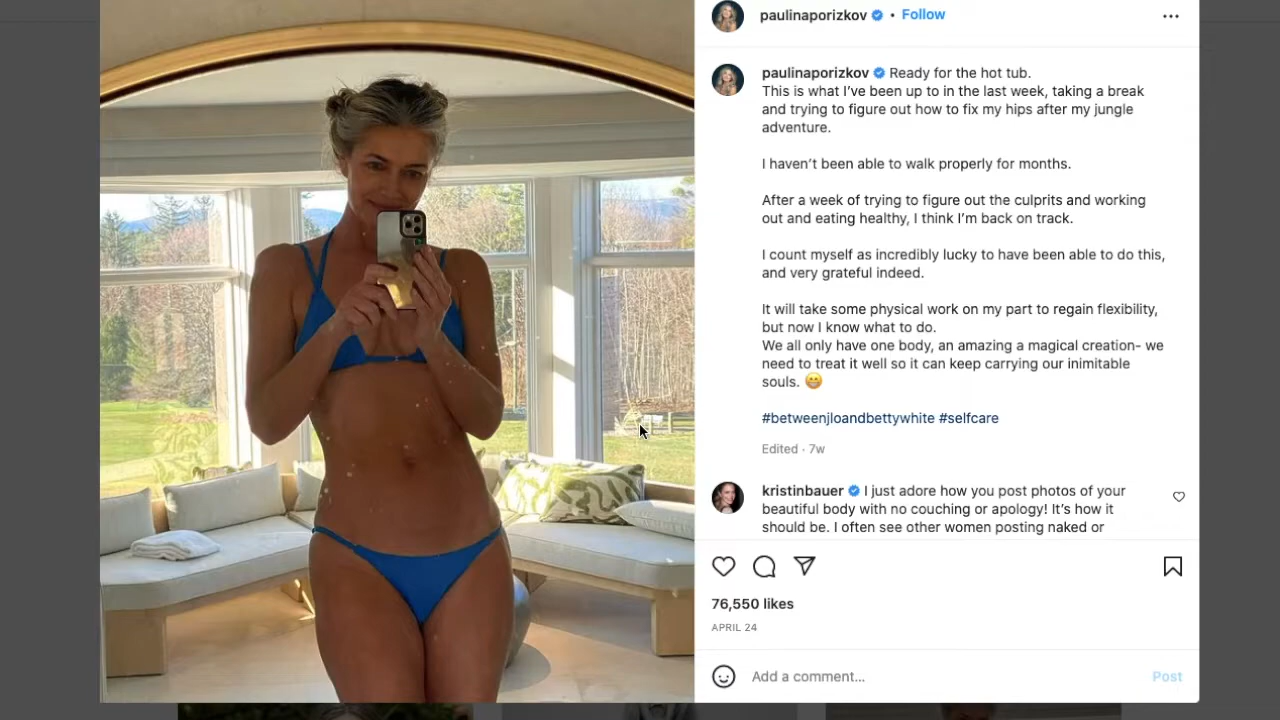 paulinaporizkov • Follow
paulinaporizkov Ready for the hot tub.
This is what I’ve been up to in the last week, taking a break
and trying to figure out how to fix my hips after my jungle
adventure.
I haven’t been able to walk properly for months.
After a week of trying to figure out the culprits and working
out and eating healthy, I think I’m back on track.
I count myself as incredibly lucky to have been able to do this,
and very grateful indeed.
It will take some physical work on my part to regain flexibility,
but now I know what to do.
We all only have one body, an amazing a magical creation- we
need to treat it well so it can keep carrying our inimitable
souls. 😁
#betweenjloandbettywhite #selfcare
Edited · 7w
kristinbauer I just adore how you post photos of your
beautiful body with no couching or apology! It’s how it
should be. I often see other women posting naked or
76,550 likes
APRIL 24
Add a comment...
Post